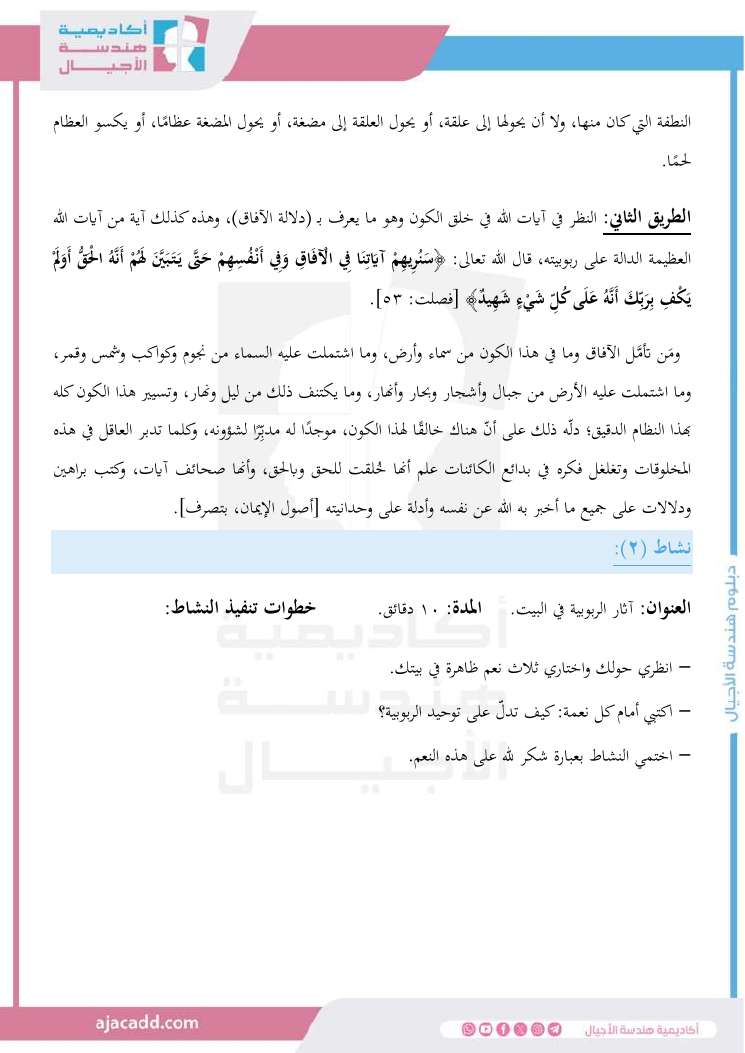 أكاديمية
هندسة
الأجيال
النطفة التي كان منها، ولا أن يحولها إلى علقة، أو يحول العلقة إلى مضغة، أو يحول المضغة عظامًا، أو يكسو العظام
لحمًا.
الطريق الثاني: النظر في آيات الله في خلق الكون وهو ما يعرف بـ (دلالة الآفاق)، وهذه كذلك آية من آيات الله
العظيمة الدالة على ربوبيته، قال الله تعالى: ﴿سَنُرِيهِمْ آيَاتِنَا فِي الْآفَاقِ وَفِي أَنْفُسِهِمْ حَتَّى يَتَبَيَّنَ لَهُمْ أَنَّهُ الْحَقُّ أَوَلَمْ
يَكْفِ بِرَبِّكَ أَنَّهُ عَلَى كُلِّ شَيْءٍ شَهِيدٌ﴾ [فصلت: ٥٣].
ومَن تأمَّل الآفاق وما في هذا الكون من سماء وأرض، وما اشتملت عليه السماء من نجوم وكواكب وشمس وقمر،
وما اشتملت عليه الأرض من جبال وأشجار وبحار وأنهار، وما يكتنف ذلك من ليل ونهار، وتسيير هذا الكون كله
بهذا النظام الدقيق؛ دلّه ذلك على أنّ هناك خالقًا لهذا الكون، موجدًا له مدبِّرًا لشؤونه، وكلما تدبر العاقل في هذه
المخلوقات وتغلغل فكره في بدائع الكائنات علم أنها خُلقت للحق وبالحق، وأنها صحائف آيات، وكتب براهين
ودلالات على جميع ما أخبر به الله عن نفسه وأدلة على وحدانيته [أصول الإيمان، بتصرف].
نشاط (٢):
العنوان: آثار الربوبية في البيت. المدة: ١٠ دقائق. خطوات تنفيذ النشاط:
– انظري حولك واختاري ثلاث نعم ظاهرة في بيتك.
– اكتبي أمام كل نعمة: كيف تدلّ على توحيد الربوبية؟
– اختمي النشاط بعبارة شكر لله على هذه النعم.
أكاديمية
هندسة
الأجيال
دبلوم هندسة الأجيال
أكاديمية هندسة الأجيال
ajacadd.com